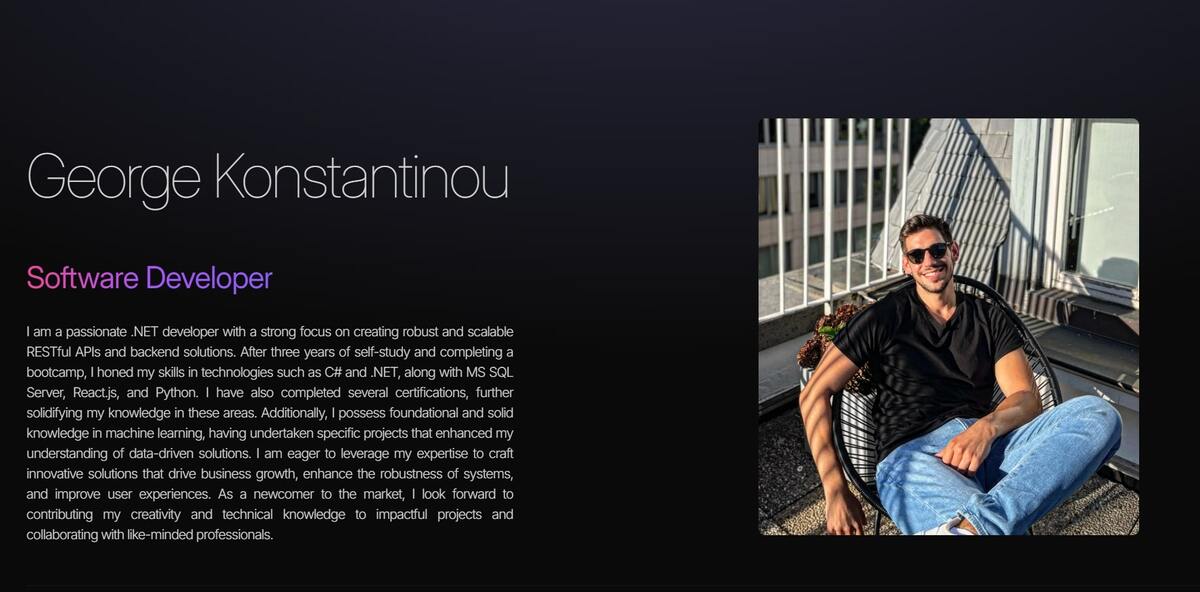 George Konstantinou
Software Developer
I am a passionate .NET developer with a strong focus on creating robust and scalable
RESTful APIs and backend solutions. After three years of self-study and completing a
bootcamp, I honed my skills in technologies such as C# and .NET, along with MS SQL
Server, React.js, and Python. I have also completed several certifications, further
solidifying my knowledge in these areas. Additionally, I possess foundational and solid
knowledge in machine learning, having undertaken specific projects that enhanced my
understanding of data-driven solutions. I am eager to leverage my expertise to craft
innovative solutions that drive business growth, enhance the robustness of systems,
and improve user experiences. As a newcomer to the market, I look forward to
contributing my creativity and technical knowledge to impactful projects and
collaborating with like-minded professionals.